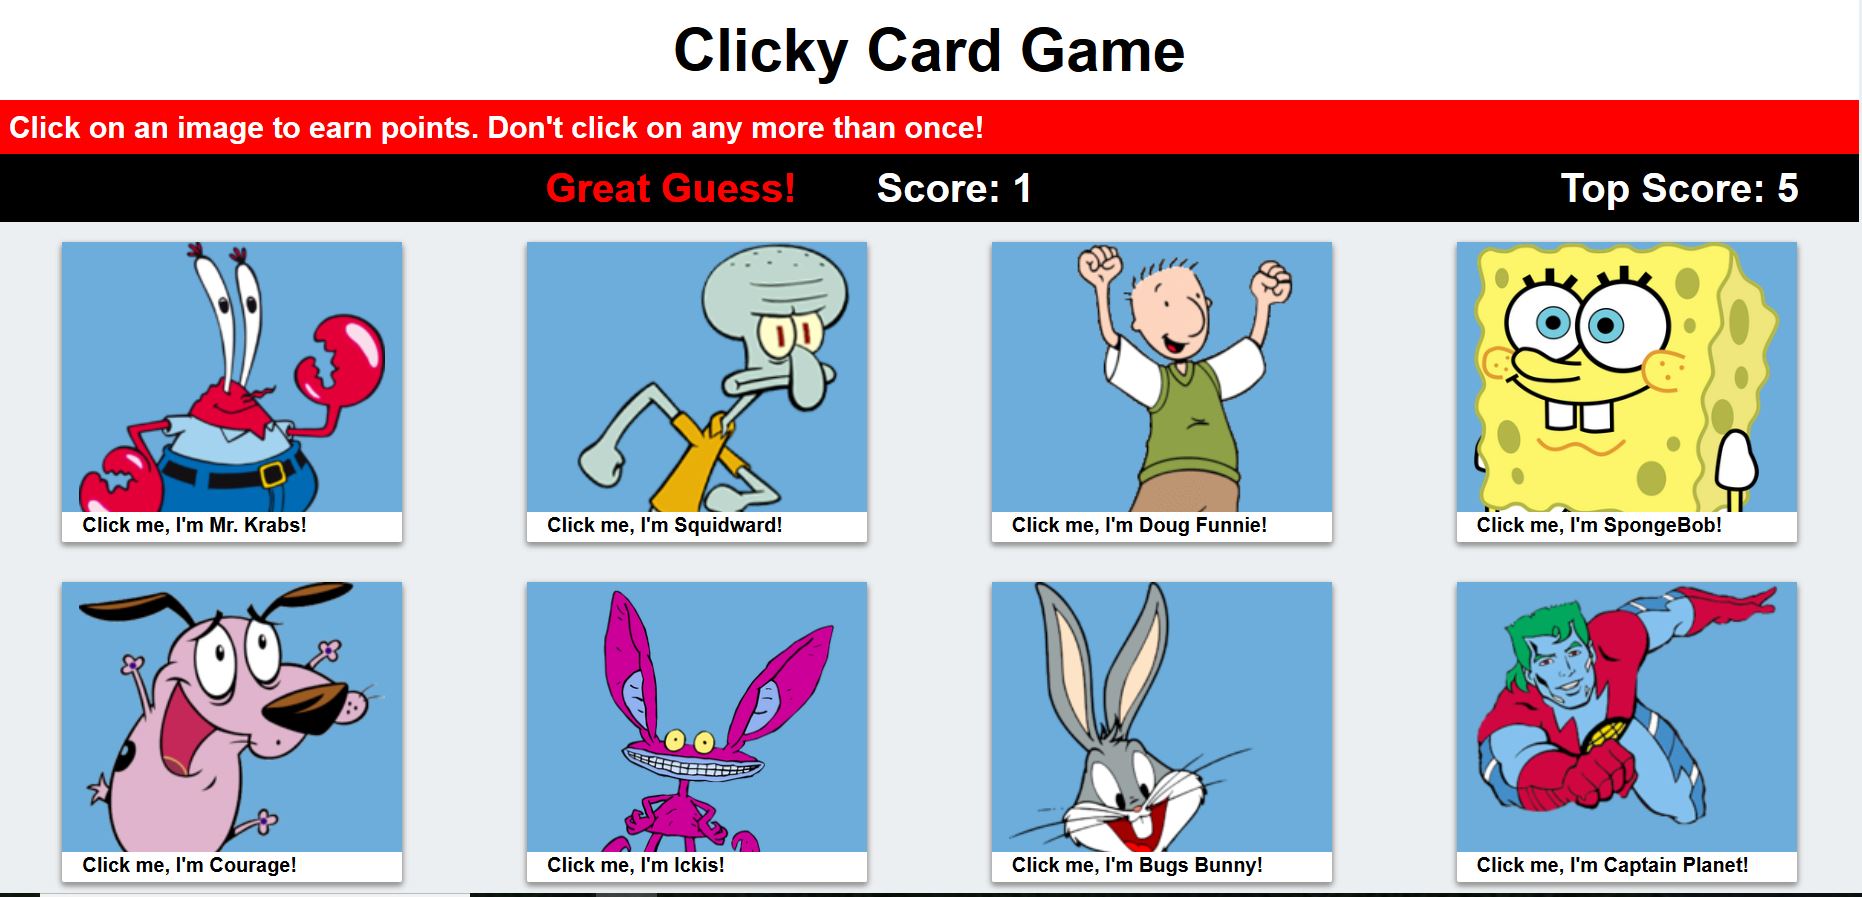 Clicky Card Game
Click on an image to earn points. Don't click on any more than once!
Great Guess! Score: 1 Top Score: 5
Click me, I'm Mr. Krabs!
Click me, I'm Squidward!
Click me, I'm Doug Funnie!
Click me, I'm SpongeBob!
Click me, I'm Courage!
Click me, I'm Ickis!
Click me, I'm Bugs Bunny!
Click me, I'm Captain Planet!